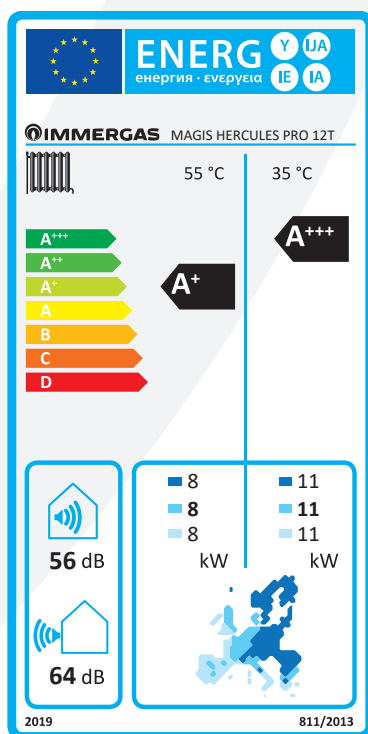 ENERG Y IJA
енергия · ενεργεια IE IA
IMMERGAS MAGIS HERCULES PRO 12T
55 °C 35 °C
A+++
A+++
A++
A+
A+
A
B
C
D
8 11
8 11
8 11
kW kW
56 dB
64 dB
2019 811/2013